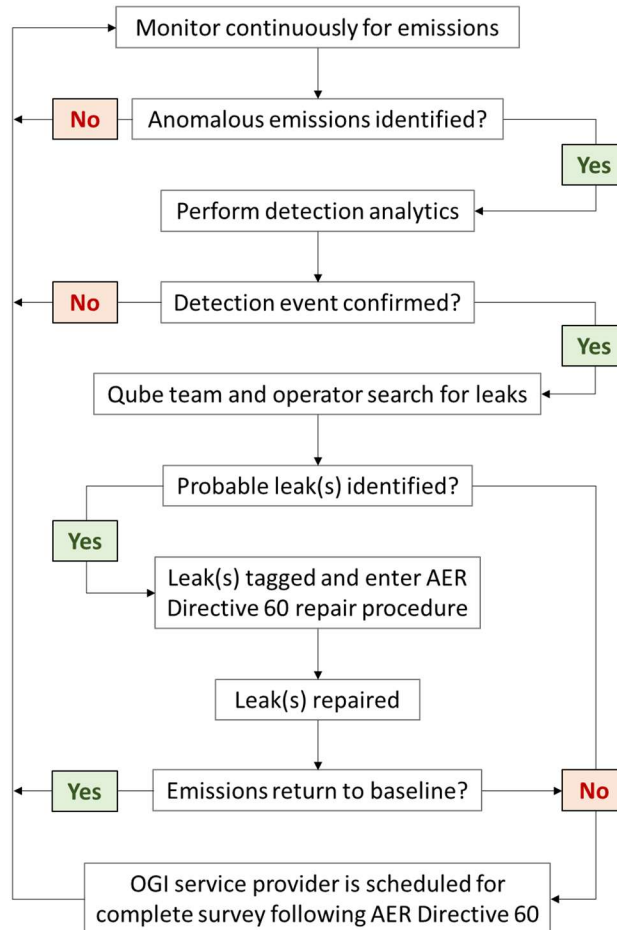 Monitor continuously for emissions
No
Anomalous emissions identified?
Yes
Perform detection analytics
No
Detection event confirmed?
Yes
Qube team and operator search for leaks
Probable leak(s) identified?
Yes
Leak(s) tagged and enter AER
Directive 60 repair procedure
Leak(s) repaired
Yes
Emissions return to baseline?
No
OGI service provider is scheduled for
complete survey following AER Directive 60